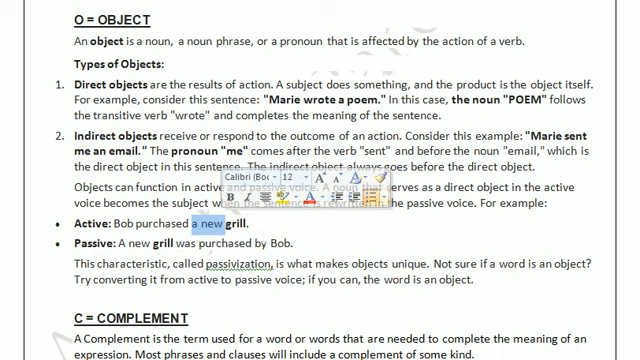 O = OBJECT
An object is a noun, a noun phrase, or a pronoun that is affected by the action of a verb.
Types of Objects:
1. Direct objects are the results of action. A subject does something, and the product is the object itself.
For example, consider this sentence: "Marie wrote a poem." In this case, the noun "POEM" follows
the transitive verb "wrote" and completes the meaning of the sentence.
2. Indirect objects receive or respond to the outcome of an action. Consider this example: "Marie sent
me an email." The pronoun "me" comes after the verb "sent" and before the noun "email," which is
the direct object in this sentence. The indirect object always goes before the direct object.
Calibri (Boc 12
Objects can function in active and passive voice. A noun that serves as a direct object in the active
voice becomes the subject when the sentence is rewritten in the passive voice. For example:
• Active: Bob purchased a new grill.
• Passive: A new grill was purchased by Bob.
This characteristic, called passivization, is what makes objects unique. Not sure if a word is an object?
Try converting it from active to passive voice; if you can, the word is an object.
C = COMPLEMENT
A Complement is the term used for a word or words that are needed to complete the meaning of an
expression. Most phrases and clauses will include a complement of some kind.